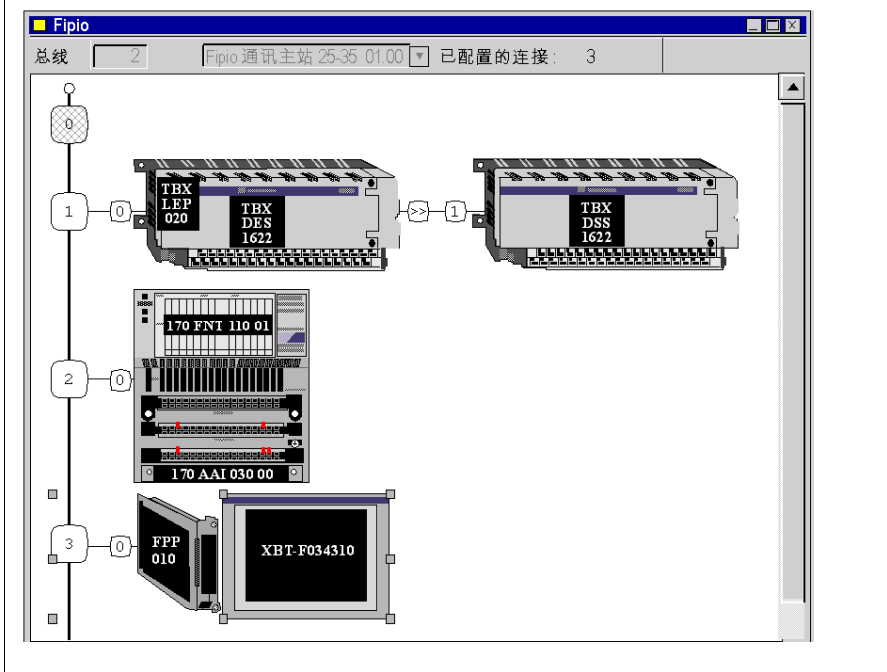 Fipio
总线 2 Fipio 通讯主站 25-35 01.00 已配置的连接: 3
0
1 0 TBX LEP 020 TBX DES 1622 >> 1 TBX DSS 1622
170 FNT 110 01
2 0
170 AAI 030 00
3 0 FPP 010 XBT-F034310